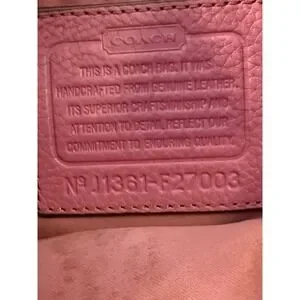 COACH
THIS IS A COACH BAG. IT WAS
HANDCRAFTED FROM GENUINE LEATHER.
ITS SUPERIOR CRAFTSMANSHIP AND
ATTENTION TO DETAIL REFLECT OUR
COMMITMENT TO ENDURING QUALITY.
Nº J1361-F27003